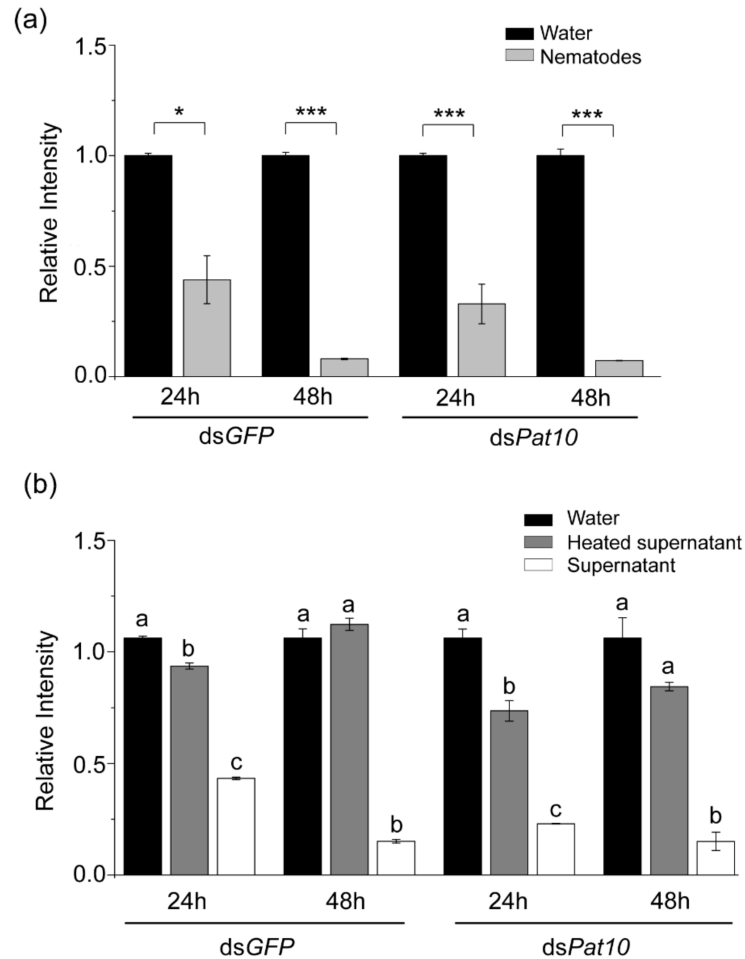 (a)
Water
Nematodes
Relative Intensity
1.5
1.0
0.5
0.0
* *** *** ***
24h 48h 24h 48h
dsGFP dsPat10
(b)
Water
Heated supernatant
Supernatant
Relative Intensity
1.5
1.0
0.5
0.0
a b c a a b a b c a a b
24h 48h 24h 48h
dsGFP dsPat10